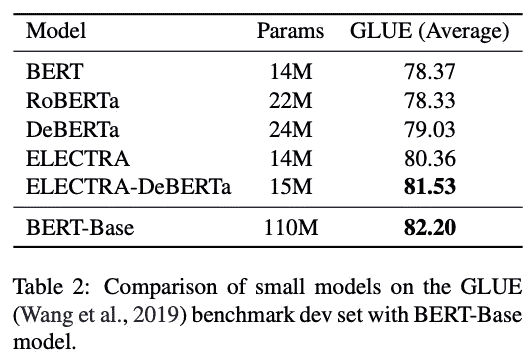 Model Params GLUE (Average)
BERT 14M 78.37
RoBERTa 22M 78.33
DeBERTa 24M 79.03
ELECTRA 14M 80.36
ELECTRA-DeBERTa 15M 81.53
BERT-Base 110M 82.20
Table 2: Comparison of small models on the GLUE
(Wang et al., 2019) benchmark dev set with BERT-Base
model.